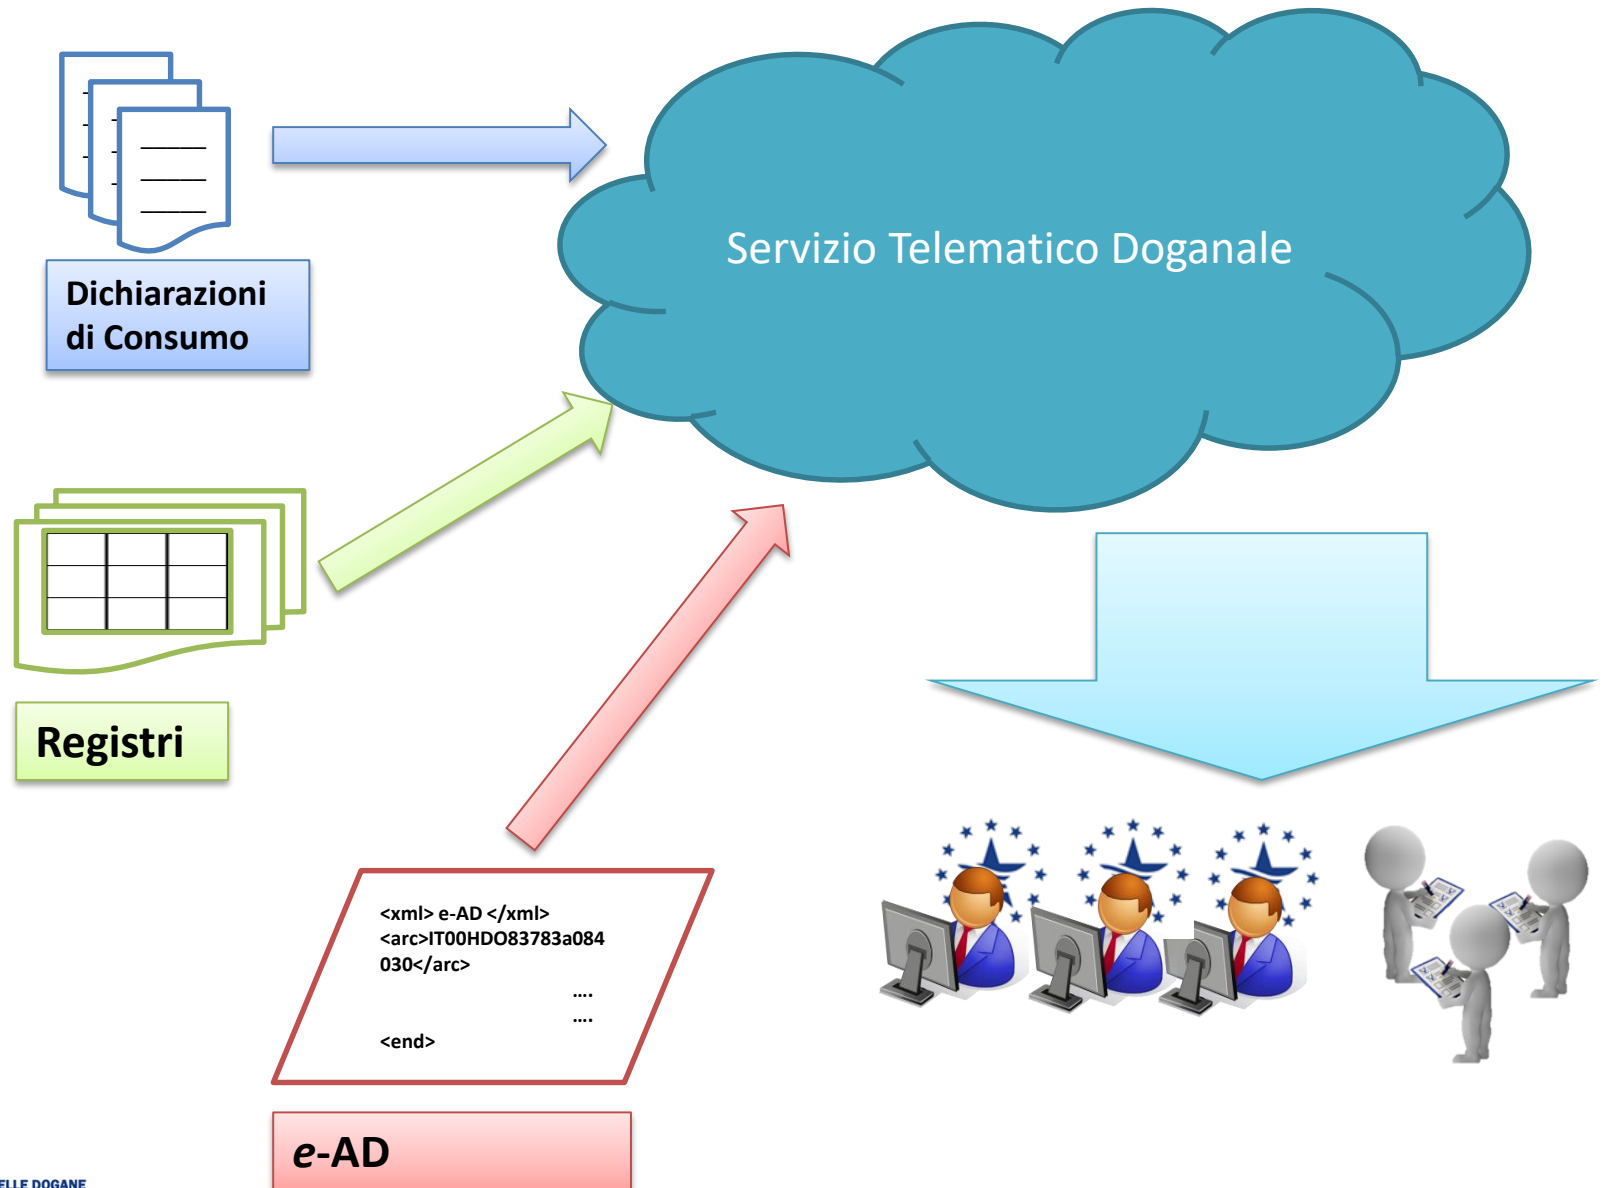 Servizio Telematico Doganale
Dichiarazioni
di Consumo
Registri
<xml> e-AD </xml>
<arc>IT00HDO83783a084
030</arc>
....
....
<end>
e-AD
ELLE DOGANE